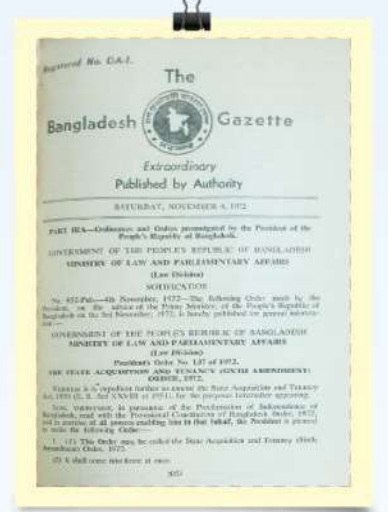 Registered No. DA-1.
The
Bangladesh Gazette
Extraordinary
Published by Authority
SATURDAY, NOVEMBER 4, 1972
PART IIIA—Ordinances and Orders promulgated by the President of the
People's Republic of Bangladesh.
GOVERNMENT OF THE PEOPLE'S REPUBLIC OF BANGLADESH
MINISTRY OF LAW AND PARLIAMENTARY AFFAIRS
(Law Division)
NOTIFICATION
No. -Pub.—4th November, 1972—The following Order made by the
President, on the advice of the Prime Minister, of the People's Republic of
Bangladesh on the 3rd November, 1972, is hereby published for general
GOVERNMENT OF THE PEOPLE'S REPUBLIC OF BANGLADESH
MINISTRY OF LAW AND PARLIAMENTARY AFFAIRS
(Law Division)
President's Order No. 137 of 1972.
THE STATE ACQUISITION AND TENANCY (SIXTH AMENDMENT)
ORDER, 1972.
WHEREAS it is expedient further to amend the State Acquisition and Tenancy
Act, 1950 (E. B. Act XXVIII of 1951), for the purposes hereinafter appearing;
NOW, THEREFORE, in pursuance of the Proclamation of Independence of
Bangladesh, read with the Provisional Constitution of Bangladesh Order, 1972,
and in exercise of all powers enabling him in that behalf, the President is pleased
to make the following Order:—
1. (1) This Order may be called the State Acquisition and Tenancy (Sixth
Amendment) Order, 1972.
(2) It shall come into force at once.